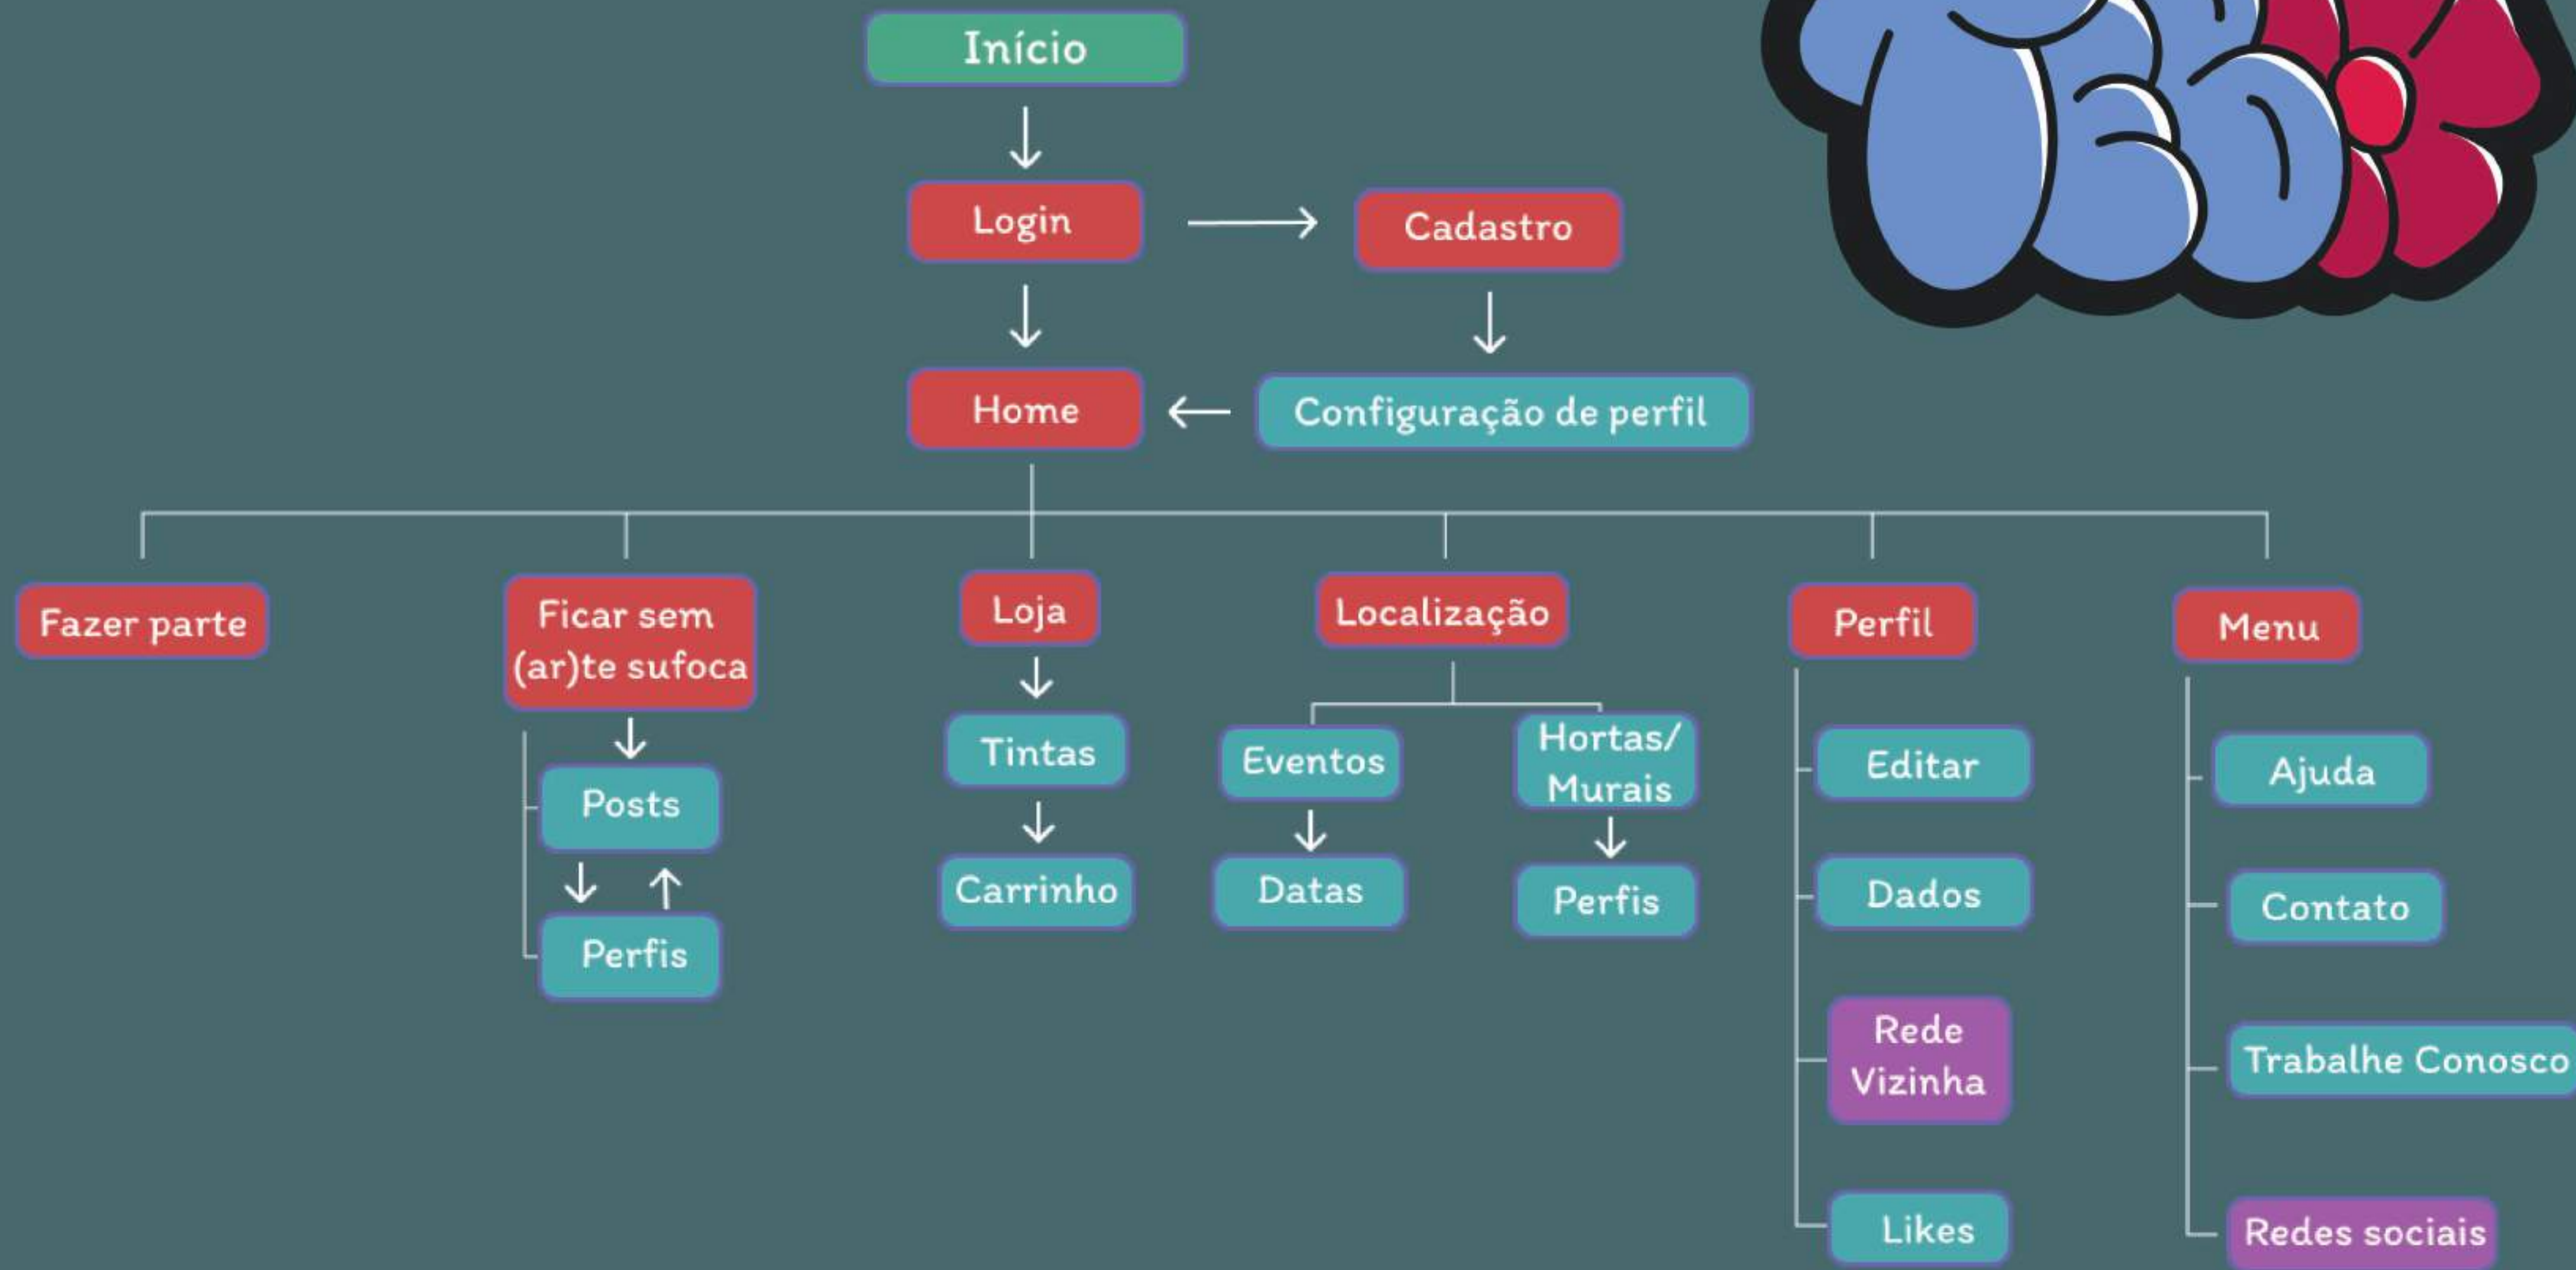 Início
Login
Cadastro
Home
Configuração de perfil
Fazer parte
Ficar sem
(ar)te sufoca
Loja
Localização
Perfil
Menu
Posts
Perfis
Tintas
Carrinho
Eventos
Datas
Hortas/
Murais
Perfis
Editar
Dados
Rede
Vizinha
Likes
Ajuda
Contato
Trabalhe Conosco
Redes sociais